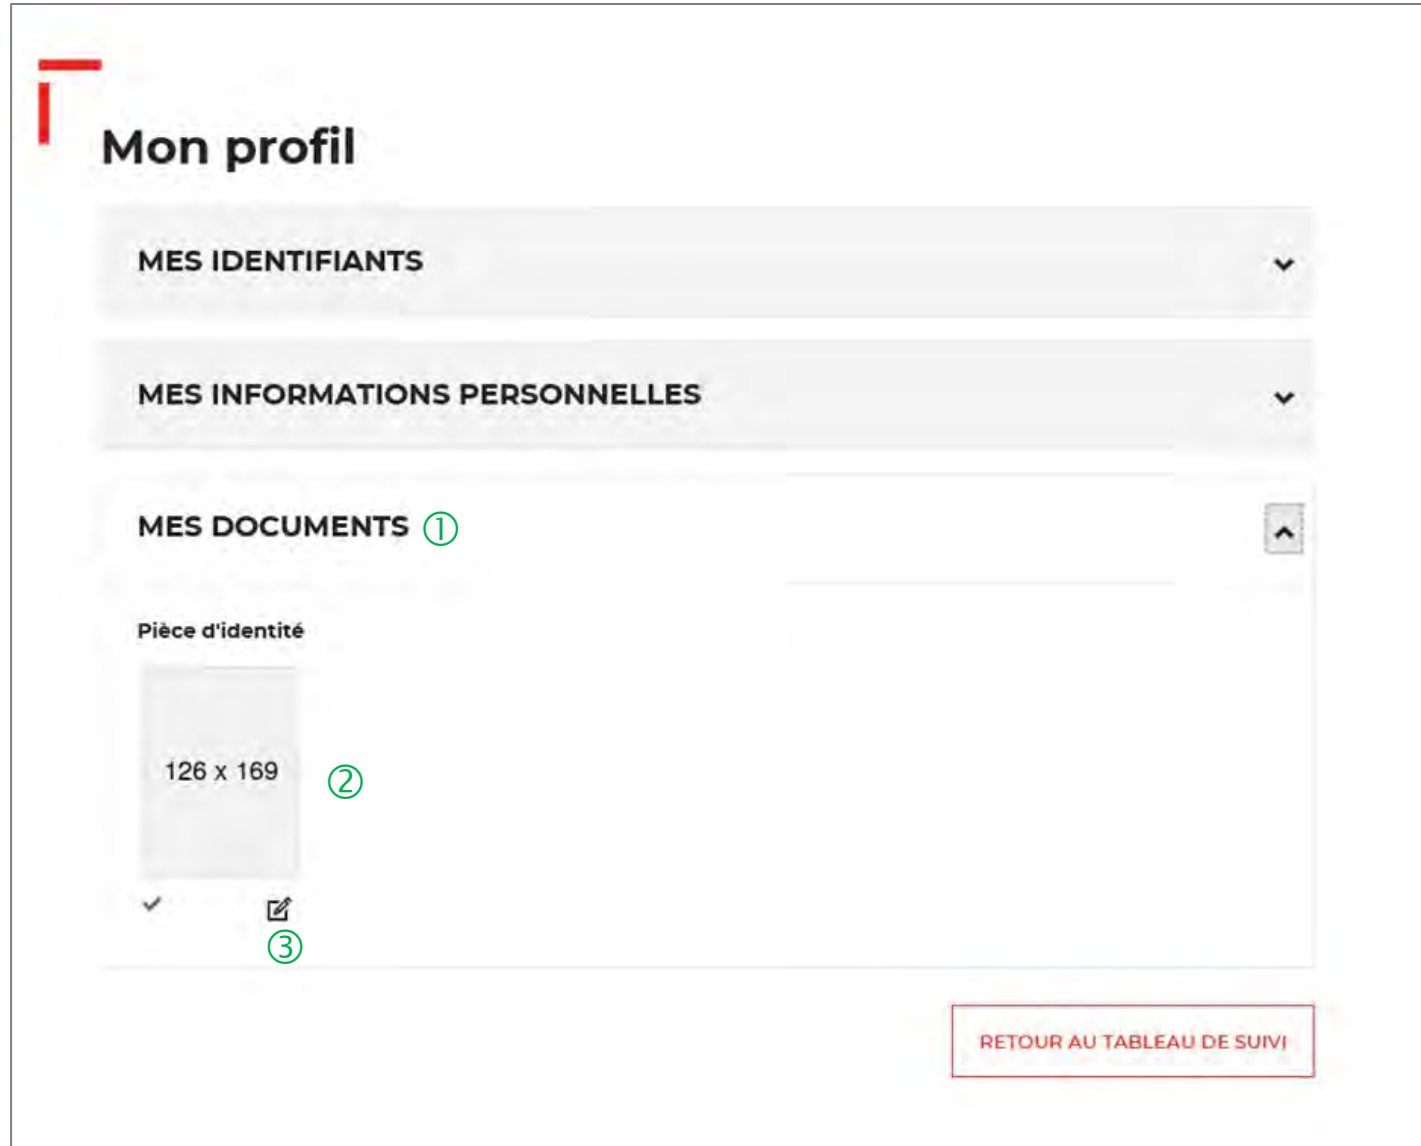 Mon profil
MES IDENTIFIANTS
MES INFORMATIONS PERSONNELLES
MES DOCUMENTS ①
Pièce d'identité
126 x 169
②
③
RETOUR AU TABLEAU DE SUIVI